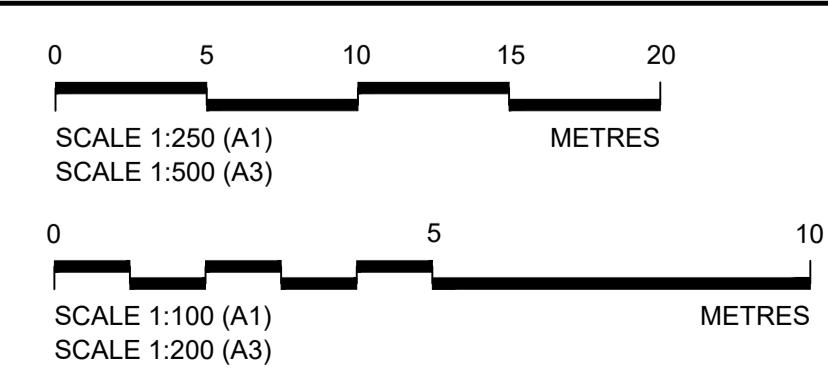 0 5 10 15 20
SCALE 1:250 (A1) METRES
SCALE 1:500 (A3)
0 5 10
SCALE 1:100 (A1) METRES
SCALE 1:200 (A3)